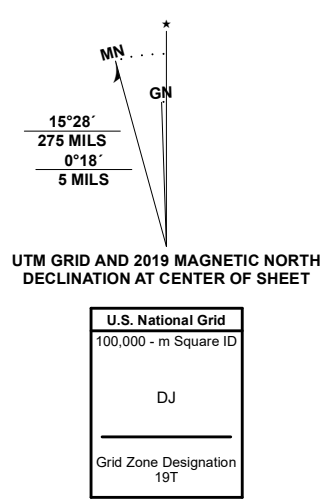 ★
MN
GN
15°28´
275 MILS
0°18´
5 MILS
UTM GRID AND 2019 MAGNETIC NORTH
DECLINATION AT CENTER OF SHEET
U.S. National Grid
100,000 - m Square ID
DJ
Grid Zone Designation
19T